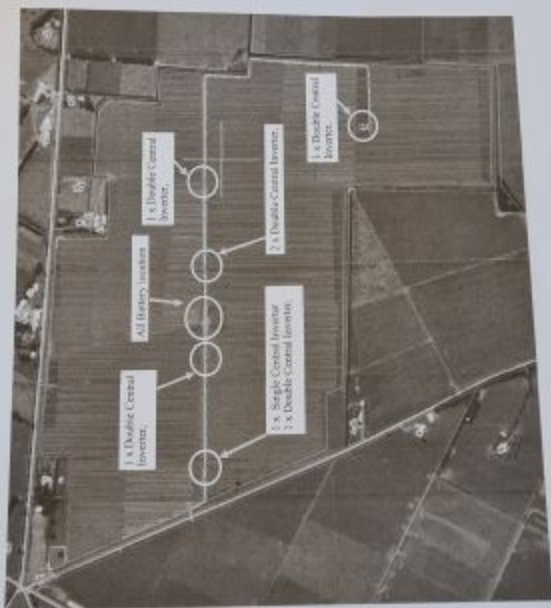 1 x Double Central
Inverter,
1 x Double Central
Inverter,
2 x Double Central Inverter,
All Battery Location
1 x Double Central
Inverter,
1 x Single Central Inverter
x Double Central Inverter,